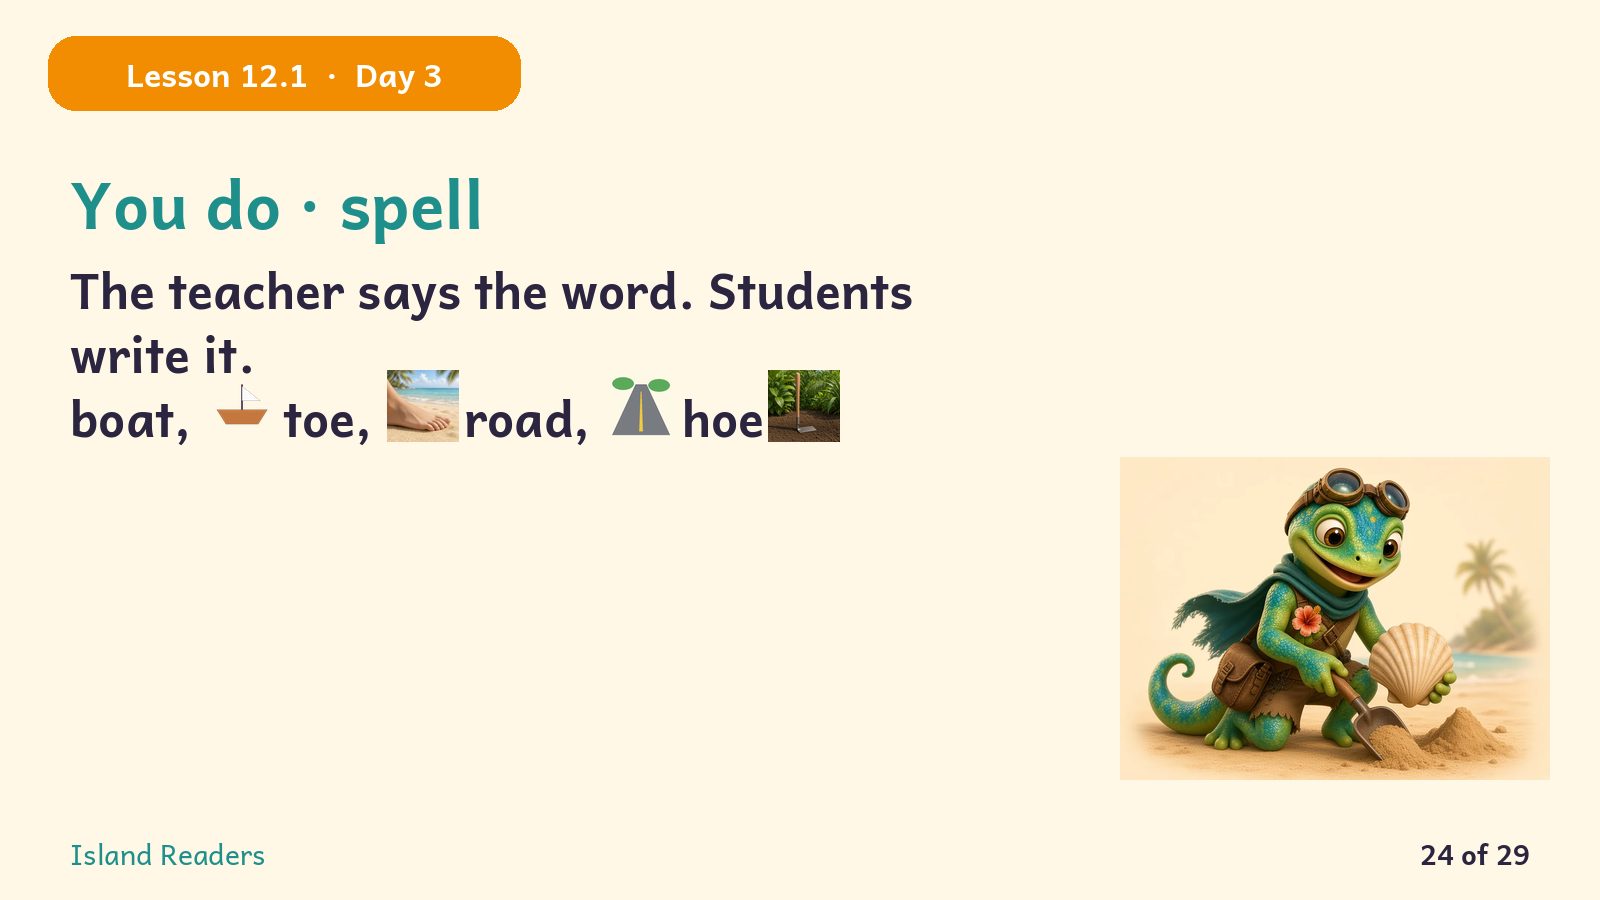 Lesson 12.1 · Day 3
You do · spell
The teacher says the word. Students
write it.
boat, toe, road, hoe
Island Readers
24 of 29